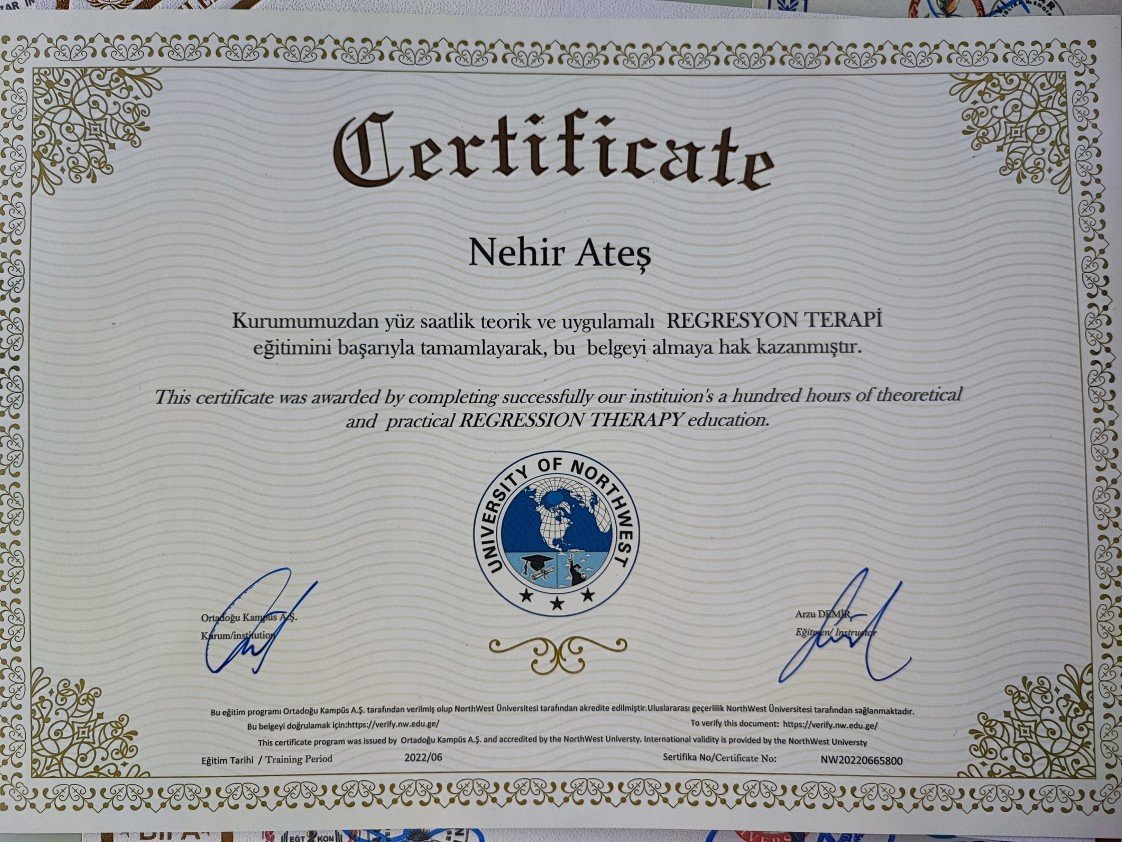 Certificate
Nehir Ateş
Kurumumuzdan yüz saatlik teorik ve uygulamalı REGRESYON TERAPİ
eğitimini başarıyla tamamlayarak, bu belgeyi almaya hak kazanmıştır.
This certificate was awarded by completing successfully our instituion's a hundred hours of theoretical
and practical REGRESSION THERAPY education.
UNIVERSITY OF NORTHWEST
Ortadoğu Kampüs A.Ş.
Kurum/institution
Arzu DEMİR
Eğitmen/ Instructor
Bu eğitim programı Ortadoğu Kampüs A.Ş. tarafından verilmiş olup NorthWest Üniversitesi tarafından akredite edilmiştir.Uluslararası geçerlilik NorthWest Üniversitesi tarafından sağlanmaktadır.
Bu belgeyi doğrulamak için:https://verify.nw.edu.ge/
To verify this document: https://verify.nw.edu.ge/
This certificate program was issued by Ortadoğu Kampüs A.Ş. and accredited by the NorthWest Universty. International validity is provided by the NorthWest Universty
Eğitim Tarihi / Training Period 2022/06
Sertifika No/Certificate No: NW20220665800
EĞT KON